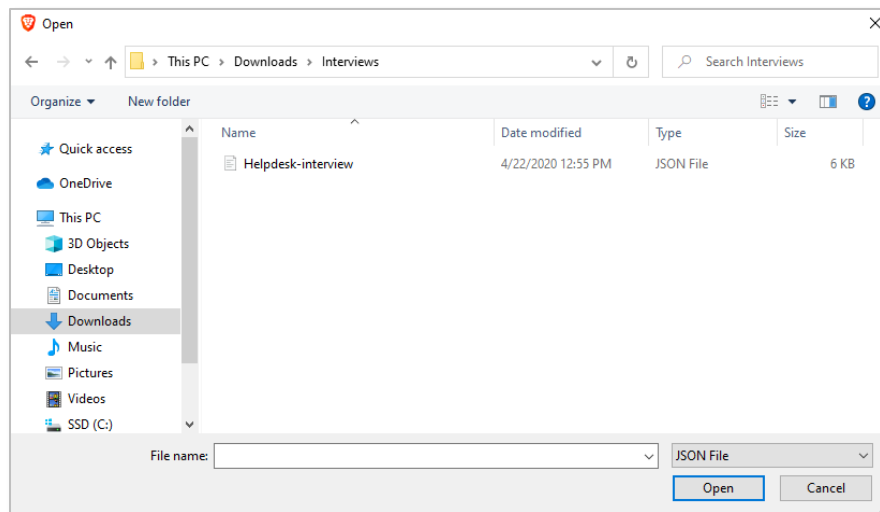 Open
This PC > Downloads > Interviews
Search Interviews
Organize
New folder
Name
Date modified
Type
Size
Helpdesk-interview
4/22/2020 12:55 PM
JSON File
6 KB
Quick access
OneDrive
This PC
3D Objects
Desktop
Documents
Downloads
Music
Pictures
Videos
SSD (C:)
File name:
JSON File
Open
Cancel